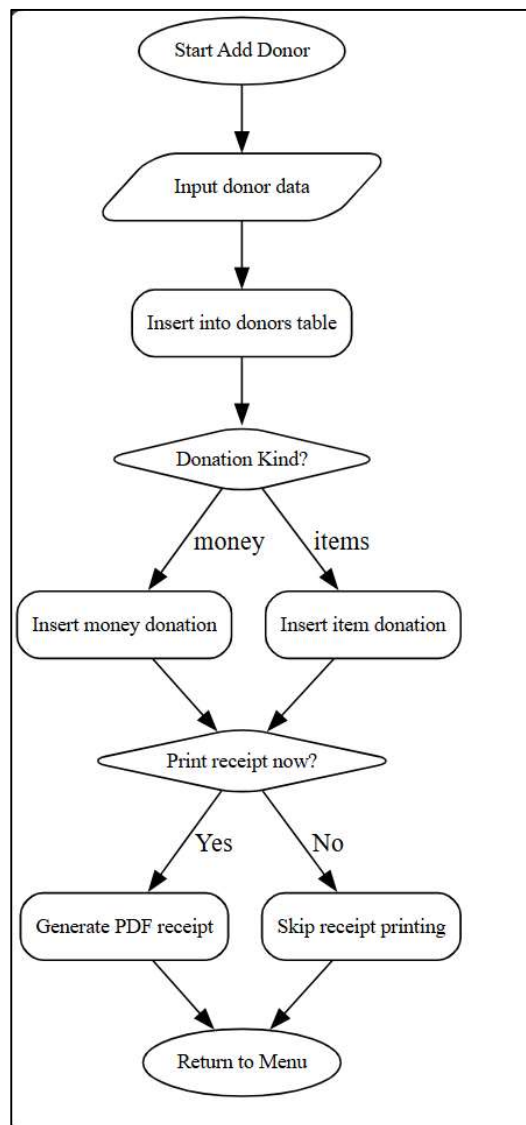 Start Add Donor
Input donor data
Insert into donors table
Donation Kind?
money
items
Insert money donation
Insert item donation
Print receipt now?
Yes
No
Generate PDF receipt
Skip receipt printing
Return to Menu